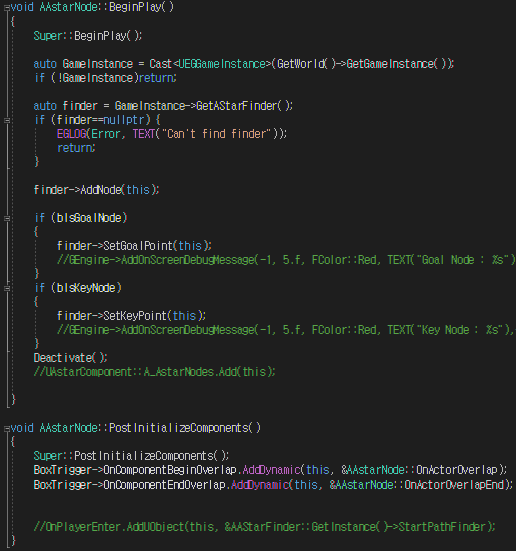 void AAstarNode::BeginPlay()
{
    Super::BeginPlay();
    auto GameInstance = Cast<UEGGameInstance>(GetWorld()->GetGameInstance());
    if (!GameInstance)return;
    auto finder = GameInstance->GetAStarFinder();
    if (finder==nullptr) {
        EGLOG(Error, TEXT("Can't find finder"));
        return;
    }
    finder->AddNode(this);
    if (bIsGoalNode)
    {
        finder->SetGoalPoint(this);
        //GEngine->AddOnScreenDebugMessage(-1, 5.f, FColor::Red, TEXT("Goal Node : %s")
    }
    if (bIsKeyNode)
    {
        finder->SetKeyPoint(this);
        //GEngine->AddOnScreenDebugMessage(-1, 5.f, FColor::Red, TEXT("Key Node : %s"),
    }
    Deactivate();
    //UAstarComponent::A_AstarNodes.Add(this);
}
void AAstarNode::PostInitializeComponents()
{
    Super::PostInitializeComponents();
    BoxTrigger->OnComponentBeginOverlap.AddDynamic(this, &AAstarNode::OnActorOverlap);
    BoxTrigger->OnComponentEndOverlap.AddDynamic(this, &AAstarNode::OnActorOverlapEnd);
    //OnPlayerEnter.AddUObject(this, &AAStarFinder::GetInstance()->StartPathFinder);
}